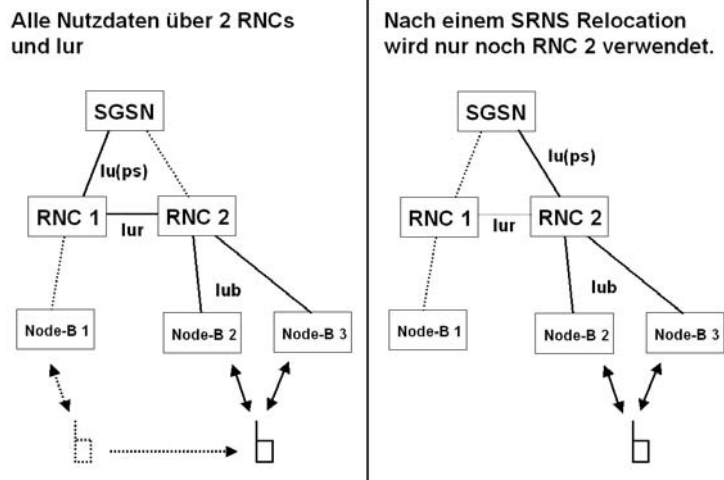 Alle Nutzdaten über 2 RNCs
und Iur
SGSN
Iu(ps)
RNC 1
RNC 2
Iur
Iub
Node-B 1
Node-B 2
Node-B 3
Nach einem SRNS Relocation
wird nur noch RNC 2 verwendet.
SGSN
Iu(ps)
RNC 1
RNC 2
Iur
Iub
Node-B 1
Node-B 2
Node-B 3